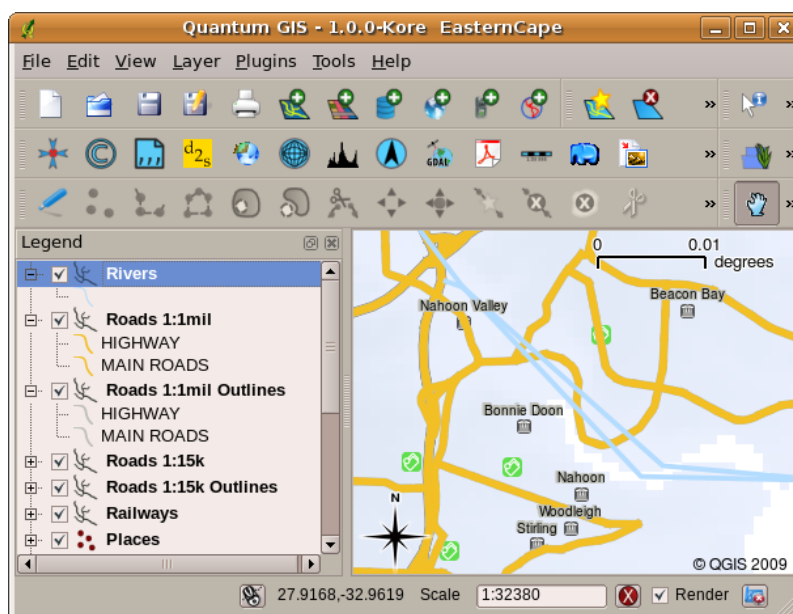 Quantum GIS - 1.0.0-Kore EasternCape
File Edit View Layer Plugins Tools Help
d2s
GDAL
Legend
Rivers
Roads 1:1mil
HIGHWAY
MAIN ROADS
Roads 1:1mil Outlines
HIGHWAY
MAIN ROADS
Roads 1:15k
Roads 1:15k Outlines
Railways
Places
0 0.01
degrees
Beacon Bay
Nahoon Valley
Bonnie Doon
Nahoon
Woodleigh
Stirling
N
© QGIS 2009
27.9168,-32.9619 Scale 1:32380 Render